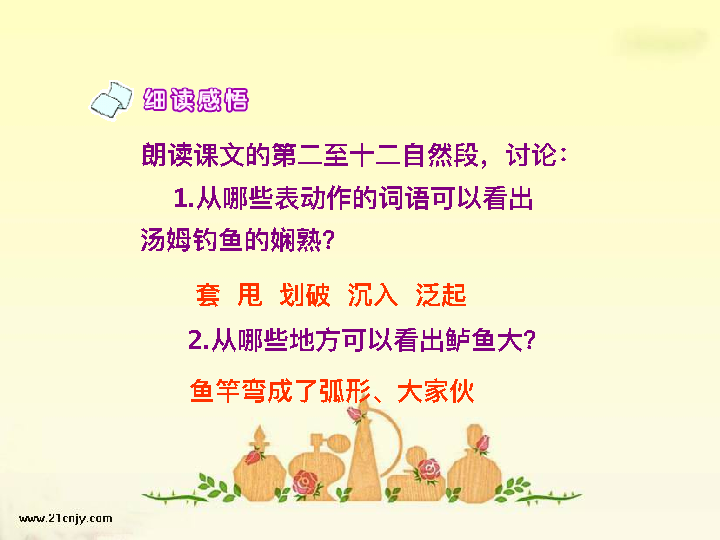 细读感悟
朗读课文的第二至十二自然段，讨论：
1.从哪些表动作的词语可以看出
汤姆钓鱼的娴熟？
套 甩 划破 沉入 泛起
2.从哪些地方可以看出鲈鱼大？
鱼竿弯成了弧形、大家伙
www.21cnjy.com